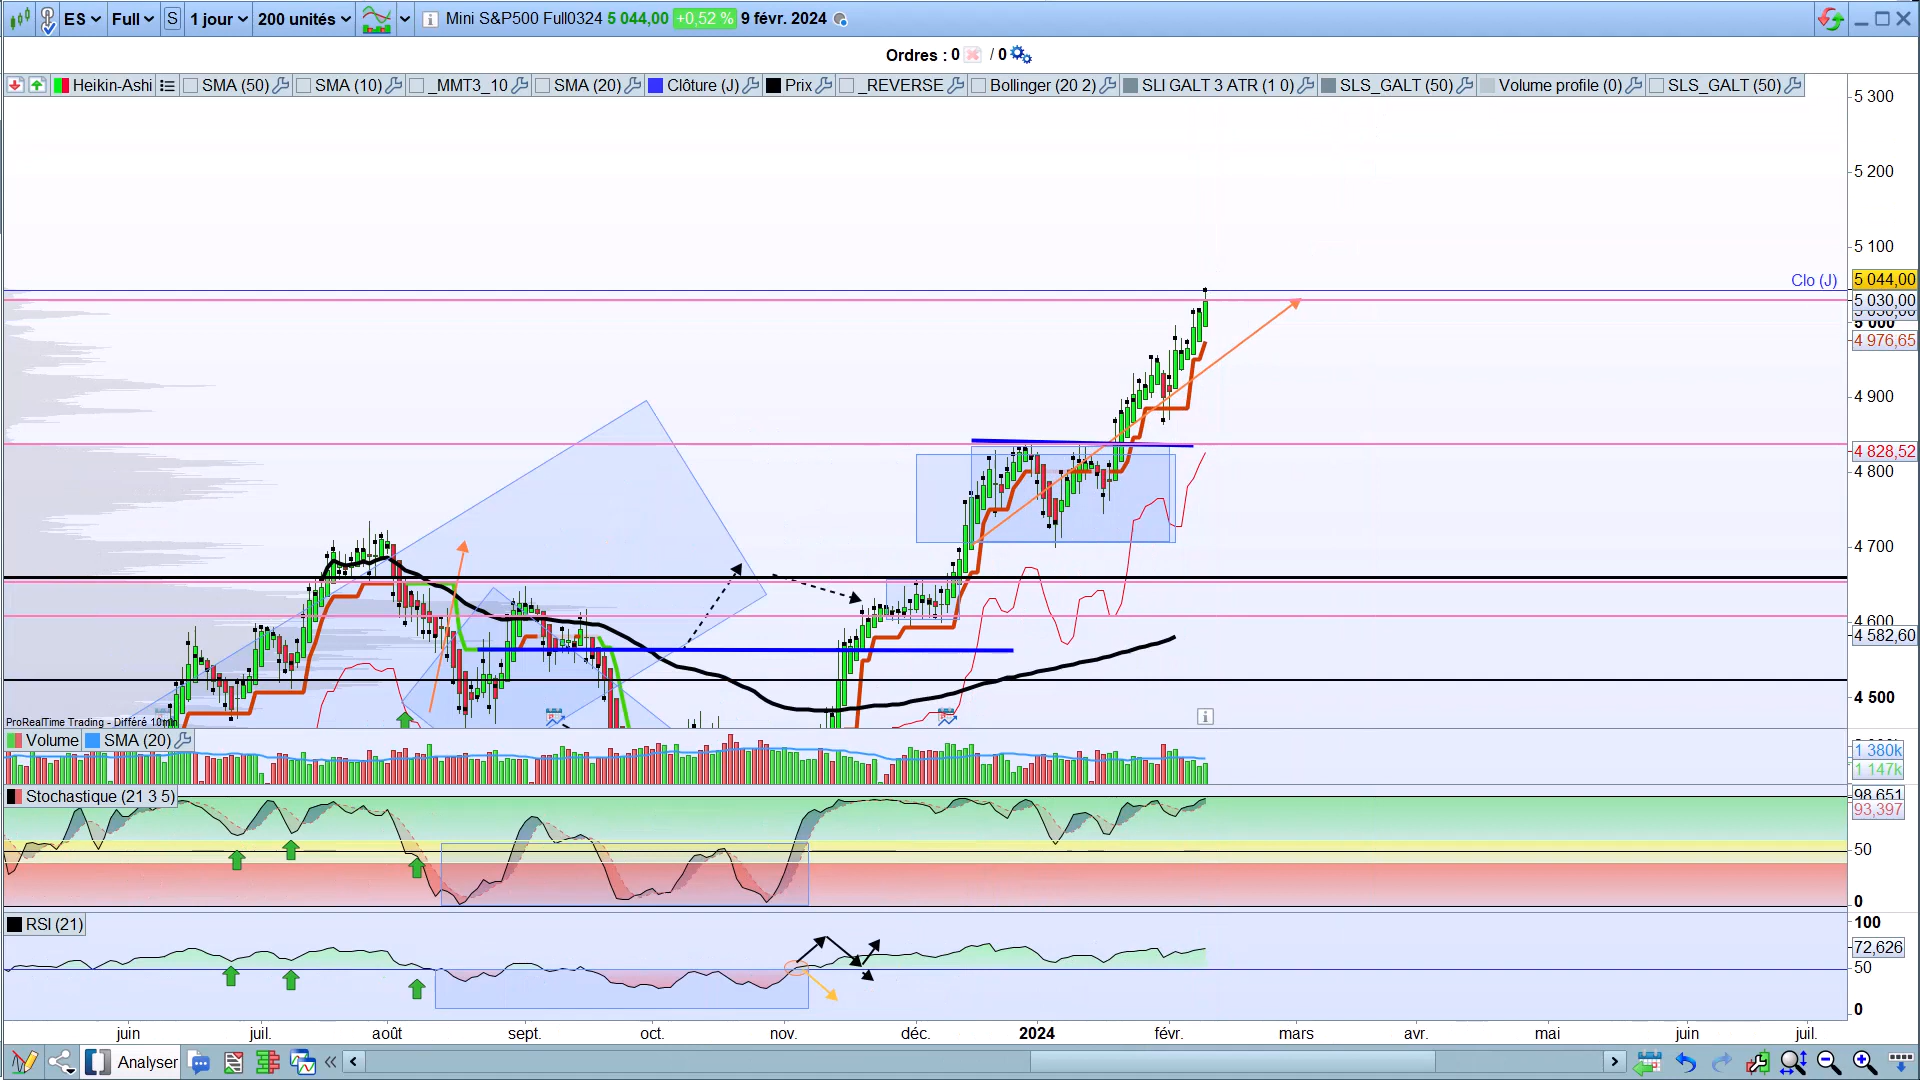 ES Full S 1 jour 200 unités Mini S&P500 Full0324 5 044,00 +0,52 % 9 févr. 2024
Ordres : 0 / 0
Heikin-Ashi SMA (50) SMA (10) _MMT3_10 SMA (20) Clôture (J) Prix _REVERSE Bollinger (20 2) SLI GALT 3 ATR (1 0) SLS_GALT (50) Volume profile (0) SLS_GALT (50)
5 300
5 200
5 100
Clo (J) 5 044,00
5 030,00
5 000
4 976,65
4 900
4 828,52
4 800
4 700
4 600
4 582,60
4 500
ProRealTime Trading - Différé 10min
Volume SMA (20)
1 380k
1 147k
Stochastique (21 3 5)
98,651
93,397
50
0
RSI (21)
100
72,626
50
0
juin juil. août sept. oct. nov. déc. 2024 févr. mars avr. mai juin juil.
Analyser